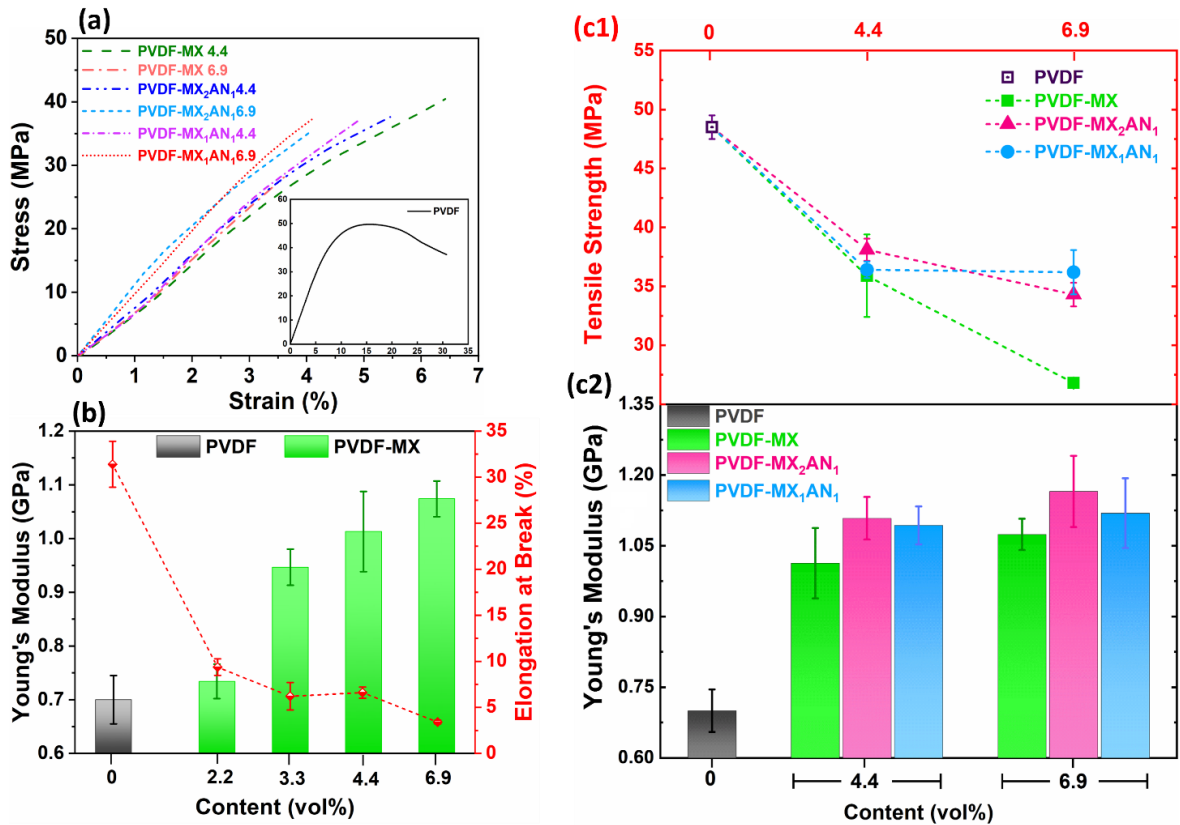 (a)
50
40
30
20
10
0
Stress (MPa)
PVDF-MX 4.4
PVDF-MX 6.9
PVDF-MX₂AN₁4.4
PVDF-MX₂AN₁6.9
PVDF-MX₁AN₁4.4
PVDF-MX₁AN₁6.9
60
50
40
30
20
10
0
PVDF
0 5 10 15 20 25 30 35
0 1 2 3 4 5 6 7
Strain (%)
(b)
1.2
1.1
1.0
0.9
0.8
0.7
0.6
Young's Modulus (GPa)
PVDF PVDF-MX
35
30
25
20
15
10
5
0
Elongation at Break (%)
0 2.2 3.3 4.4 6.9
Content (vol%)
(c1)
0 4.4 6.9
55
50
45
40
35
30
25
Tensile Strength (MPa)
PVDF
PVDF-MX
PVDF-MX₂AN₁
PVDF-MX₁AN₁
(c2)
1.35
1.20
1.05
0.90
0.75
0.60
Young's Modulus (GPa)
PVDF
PVDF-MX
PVDF-MX₂AN₁
PVDF-MX₁AN₁
0 4.4 6.9
Content (vol%)